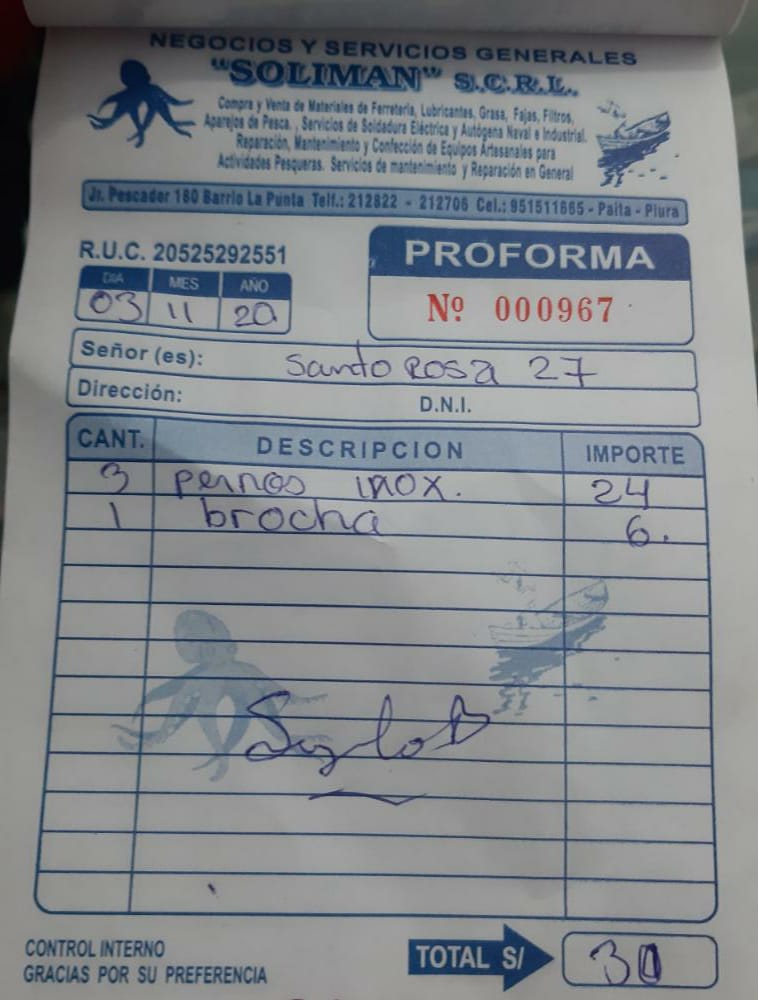 NEGOCIOS Y SERVICIOS GENERALES
"SOLIMAN" S.C.R.L.
Compra y Venta de Materiales de Ferretería, Lubricantes, Grasa, Fajas, Filtros,
Aparejos de Pesca. , Servicios de Soldadura Eléctrica y Autógena Naval e Industrial.
Reparación, Mantenimiento y Confección de Equipos Artesanales para
Actividades Pesqueras. Servicios de mantenimiento y Reparación en General
Jr. Pescador 180 Barrio La Punta Telf.: 212822 - 212706 Cel.: 951511665 - Paita - Piura
R.U.C. 20525292551
PROFORMA
DIA MES AÑO
Nº 000967
03 11 20
Señor (es): Santo Rosa 27
Dirección: D.N.I.
CANT. DESCRIPCION IMPORTE
3 pernos inox. 24
1 brocha 6.
CONTROL INTERNO
GRACIAS POR SU PREFERENCIA
TOTAL S/ 30